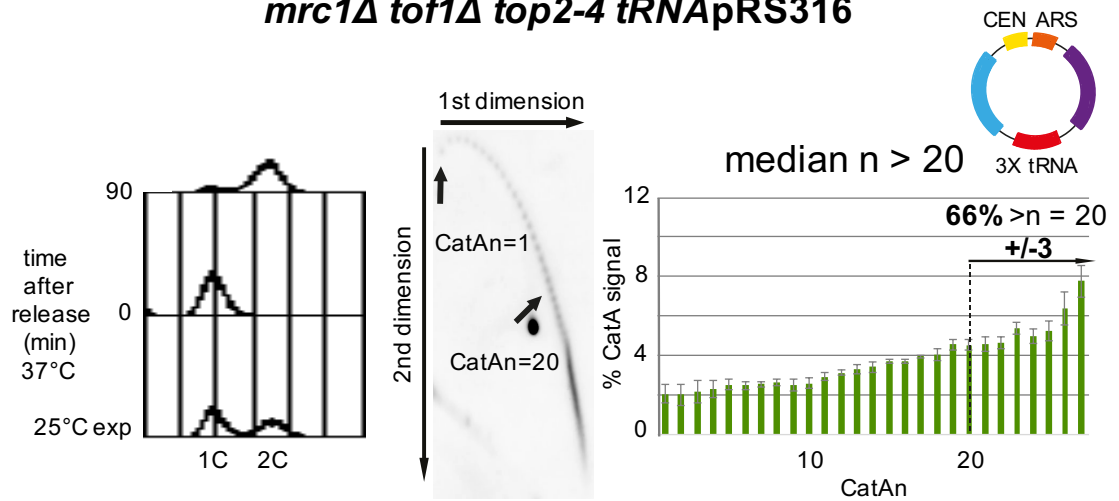 mrc1Δ tof1Δ top2-4 tRNApRS316
CEN ARS
3X tRNA
1st dimension
2nd dimension
CatAn=1
CatAn=20
90
time
after
release
(min)
37°C
0
25°C exp
1C 2C
median n > 20
66% >n = 20
+/-3
% CatA signal
12
8
4
0
10 20
CatAn